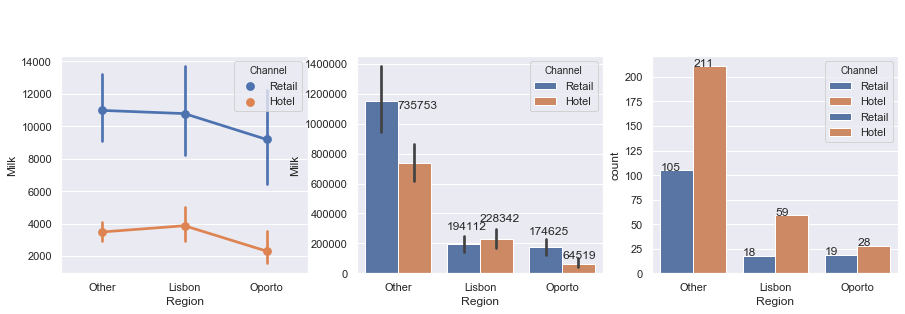 14000
12000
10000
8000
6000
4000
2000
Milk
Channel
Retail
Hotel
Other
Lisbon
Oporto
Region
1400000
1200000
1000000
800000
600000
400000
200000
0
Milk
Channel
Retail
Hotel
735753
194112
228342
174625
64519
Other
Lisbon
Oporto
Region
200
175
150
125
100
75
50
25
0
count
Channel
Retail
Hotel
Retail
Hotel
105
211
18
59
19
28
Other
Lisbon
Oporto
Region